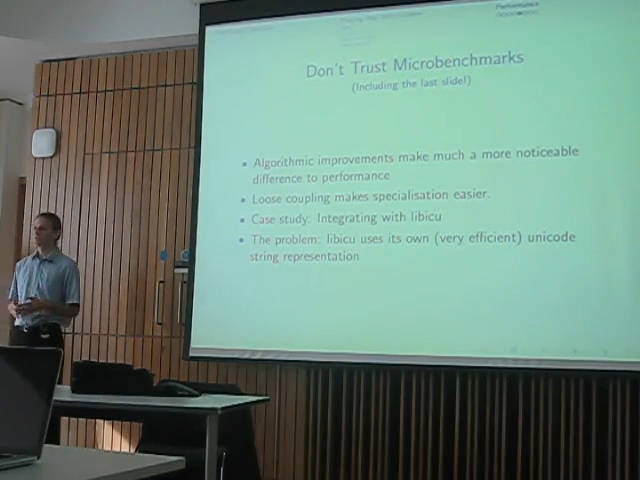 Performance
Don't Trust Microbenchmarks
(Including the last slide!)
Algorithmic improvements make much a more noticeable
difference to performance
Loose coupling makes specialisation easier.
Case study: Integrating with libicu
The problem: libicu uses its own (very efficient) unicode
string representation